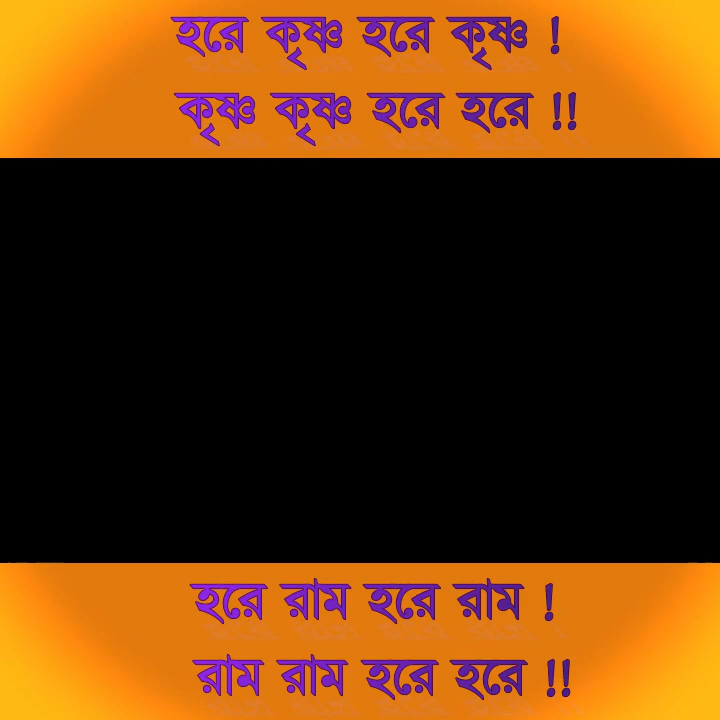 হরে কৃষ্ণ হরে কৃষ্ণ !
কৃষ্ণ কৃষ্ণ হরে হরে !!
হরে রাম হরে রাম !
রাম রাম হরে হরে !!